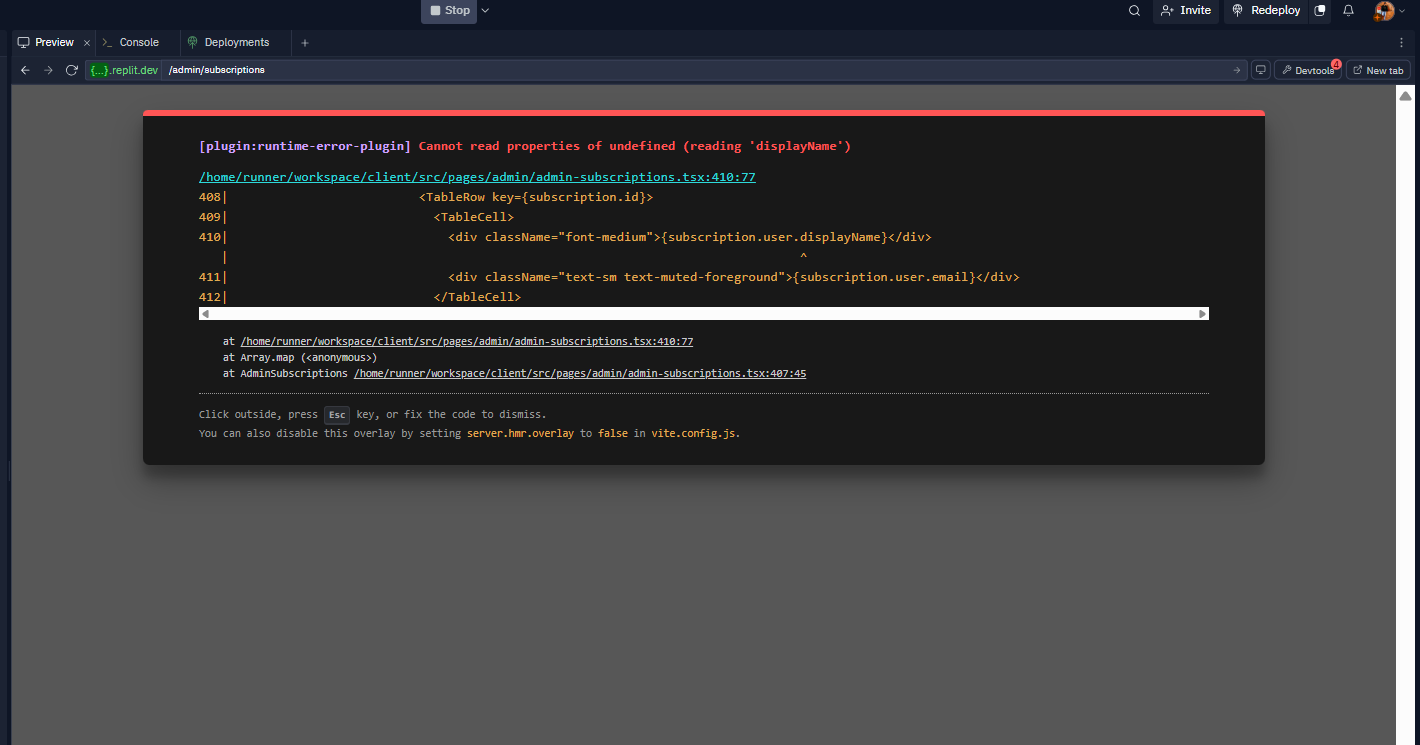 Stop
Invite
Redeploy
Preview
Console
Deployments
{...}.replit.dev /admin/subscriptions
Devtools 4
New tab
[plugin:runtime-error-plugin] Cannot read properties of undefined (reading 'displayName')
/home/runner/workspace/client/src/pages/admin/admin-subscriptions.tsx:410:77
408| <TableRow key={subscription.id}>
409| <TableCell>
410| <div className="font-medium">{subscription.user.displayName}</div>
| ^
411| <div className="text-sm text-muted-foreground">{subscription.user.email}</div>
412| </TableCell>
at /home/runner/workspace/client/src/pages/admin/admin-subscriptions.tsx:410:77
at Array.map (<anonymous>)
at AdminSubscriptions /home/runner/workspace/client/src/pages/admin/admin-subscriptions.tsx:407:45
Click outside, press Esc key, or fix the code to dismiss.
You can also disable this overlay by setting server.hmr.overlay to false in vite.config.js.